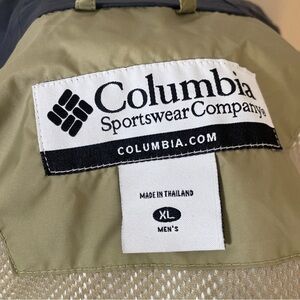 Columbia
Sportswear Company®
COLUMBIA.COM
MADE IN THAILAND
XL
MEN'S